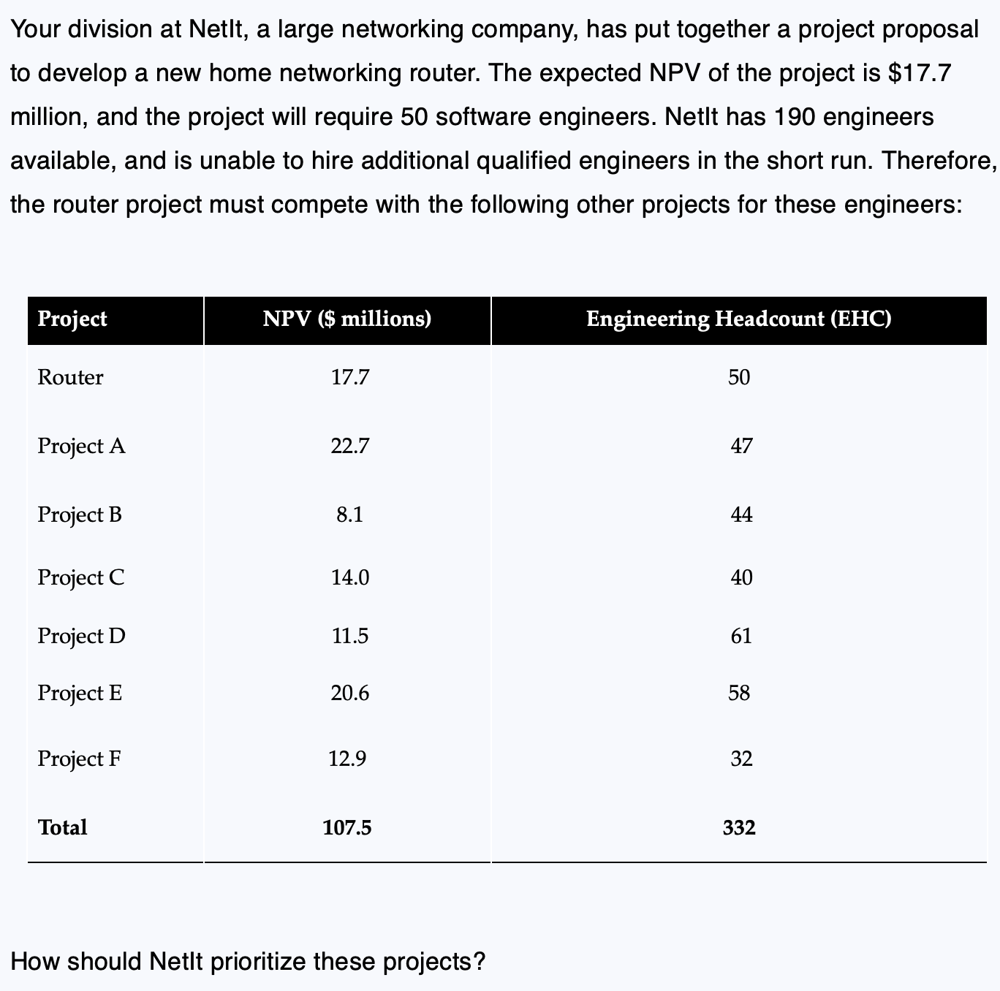 Your division at NetIt, a large networking company, has put together a project proposal
to develop a new home networking router. The expected NPV of the project is $17.7
million, and the project will require 50 software engineers. NetIt has 190 engineers
available, and is unable to hire additional qualified engineers in the short run. Therefore,
the router project must compete with the following other projects for these engineers:
Project NPV ($ millions) Engineering Headcount (EHC)
Router 17.7 50
Project A 22.7 47
Project B 8.1 44
Project C 14.0 40
Project D 11.5 61
Project E 20.6 58
Project F 12.9 32
Total 107.5 332
How should NetIt prioritize these projects?